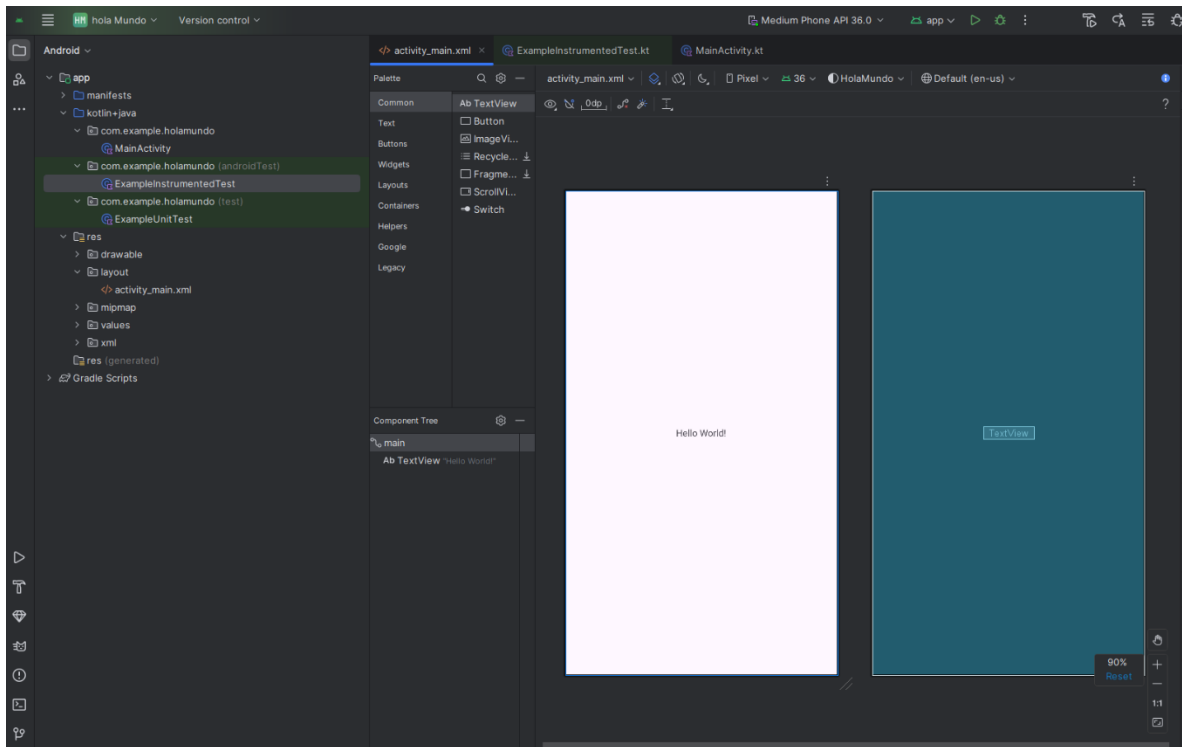 HM hola Mundo Version control Medium Phone API 36.0 app
Android
app
manifests
kotlin+java
com.example.holamundo
MainActivity
com.example.holamundo (androidTest)
ExampleInstrumentedTest
com.example.holamundo (test)
ExampleUnitTest
res
drawable
layout
activity_main.xml
mipmap
values
xml
res (generated)
Gradle Scripts
activity_main.xml ExampleInstrumentedTest.kt MainActivity.kt
Palette
Common
Text
Buttons
Widgets
Layouts
Containers
Helpers
Google
Legacy
Ab TextView
Button
ImageVi...
Recycle...
Fragme...
ScrollVi...
Switch
Component Tree
main
Ab TextView "Hello World!"
activity_main.xml Pixel 36 HolaMundo Default (en-us)
0dp
?
Hello World!
TextView
90%
Reset
1:1